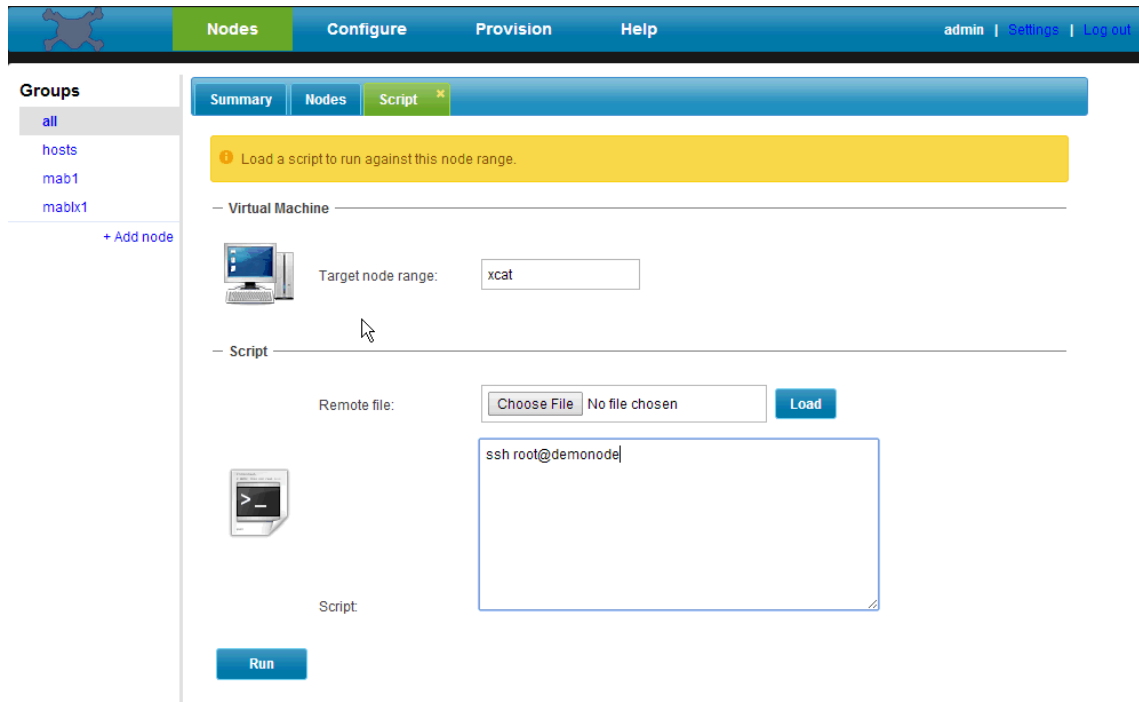 Nodes Configure Provision Help admin | Settings | Log out
Groups
all
hosts
mab1
mablx1
+ Add node
Summary Nodes Script ×
Load a script to run against this node range.
Virtual Machine
Target node range: xcat
Script
Remote file: Choose File No file chosen Load
ssh root@demonode
>_
Script:
Run